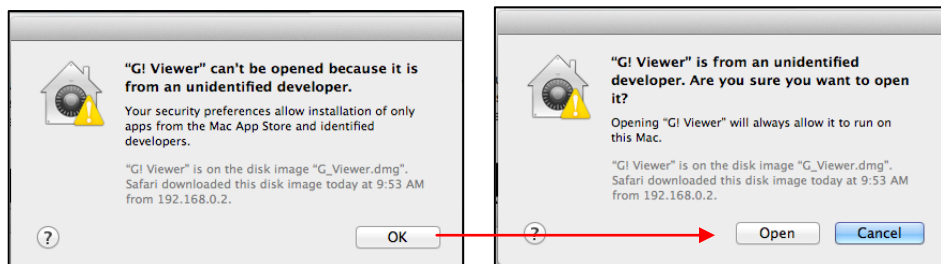 “G! Viewer” can't be opened because it is
from an unidentified developer.
Your security preferences allow installation of only
apps from the Mac App Store and identified
developers.
“G! Viewer” is on the disk image “G_Viewer.dmg”.
Safari downloaded this disk image today at 9:53 AM
from 192.168.0.2.
?
OK
“G! Viewer” is from an unidentified
developer. Are you sure you want to open
it?
Opening “G! Viewer” will always allow it to run on
this Mac.
“G! Viewer” is on the disk image “G_Viewer.dmg”.
Safari downloaded this disk image today at 9:53 AM
from 192.168.0.2.
?
Open
Cancel